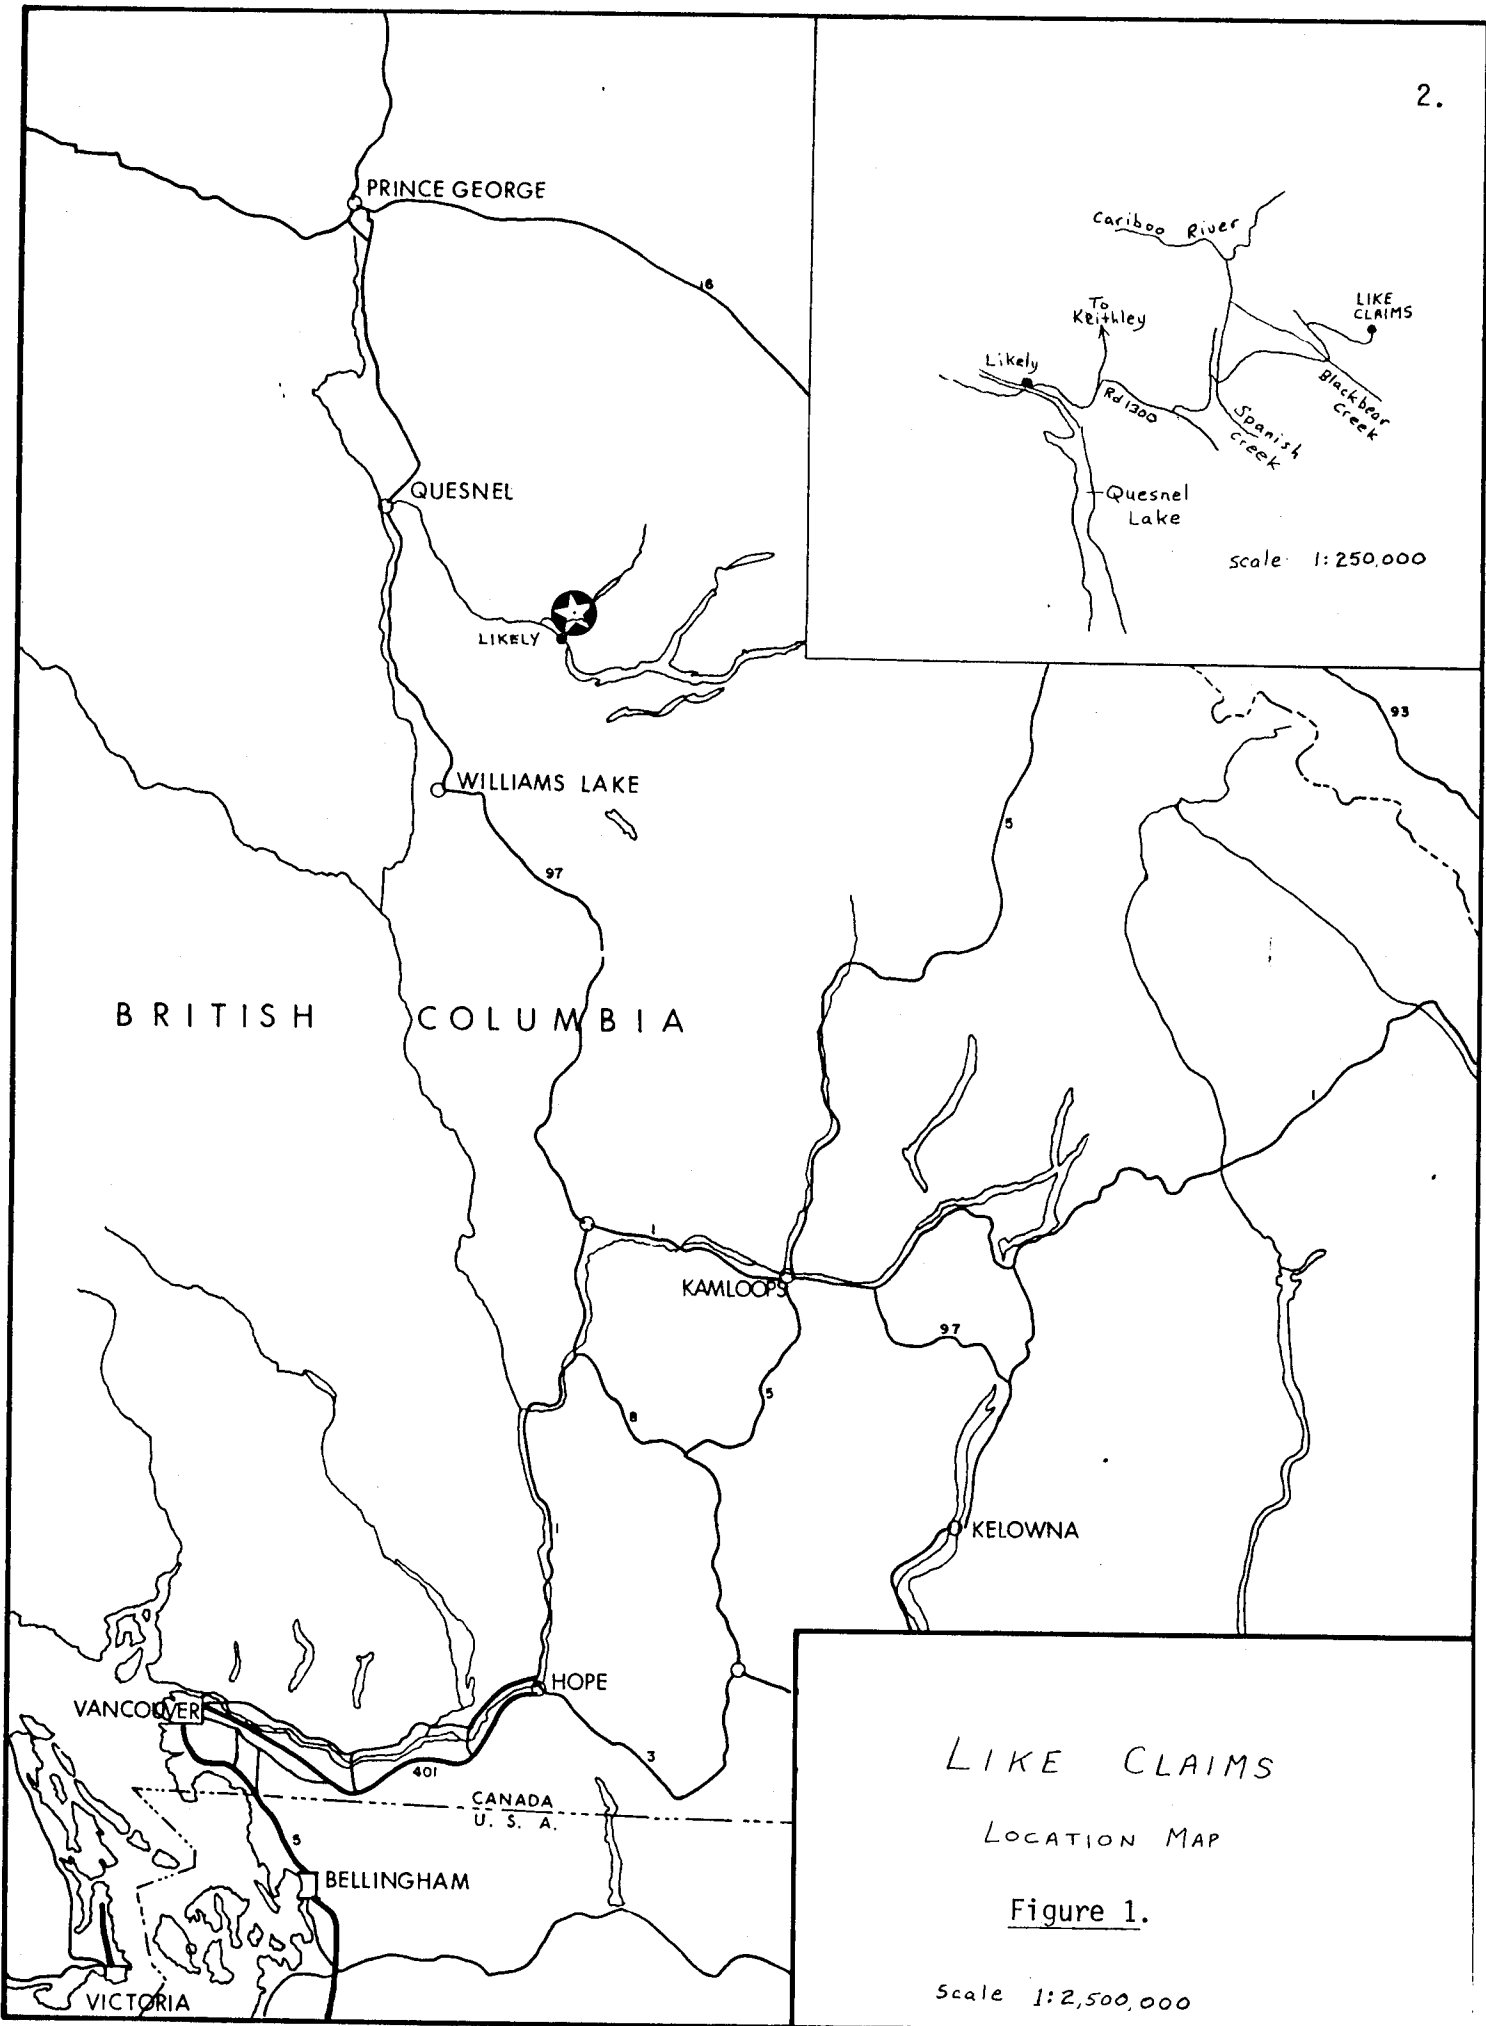 2.
PRINCE GEORGE
16
Cariboo River
To
Keithley
LIKE
CLAIMS
Likely
Rd 1300
Blackbear
Creek
Spanish
Creek
Quesnel
Lake
scale 1:250,000
QUESNEL
LIKELY
93
WILLIAMS LAKE
5
97
BRITISH COLUMBIA
1
1
KAMLOOPS
97
5
8
1
KELOWNA
HOPE
VANCOUVER
3
401
CANADA
U. S. A.
5
BELLINGHAM
VICTORIA
LIKE CLAIMS
LOCATION MAP
Figure 1.
Scale 1:2,500,000